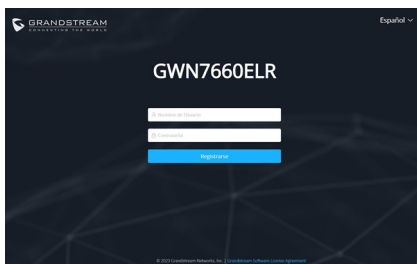 GRANDSTREAM
CONNECTING THE WORLD
Español
GWN7660ELR
Nombre de Usuario
Contraseña
Registrarse
© 2023 Grandstream Networks, Inc. | Grandstream Software License Agreement